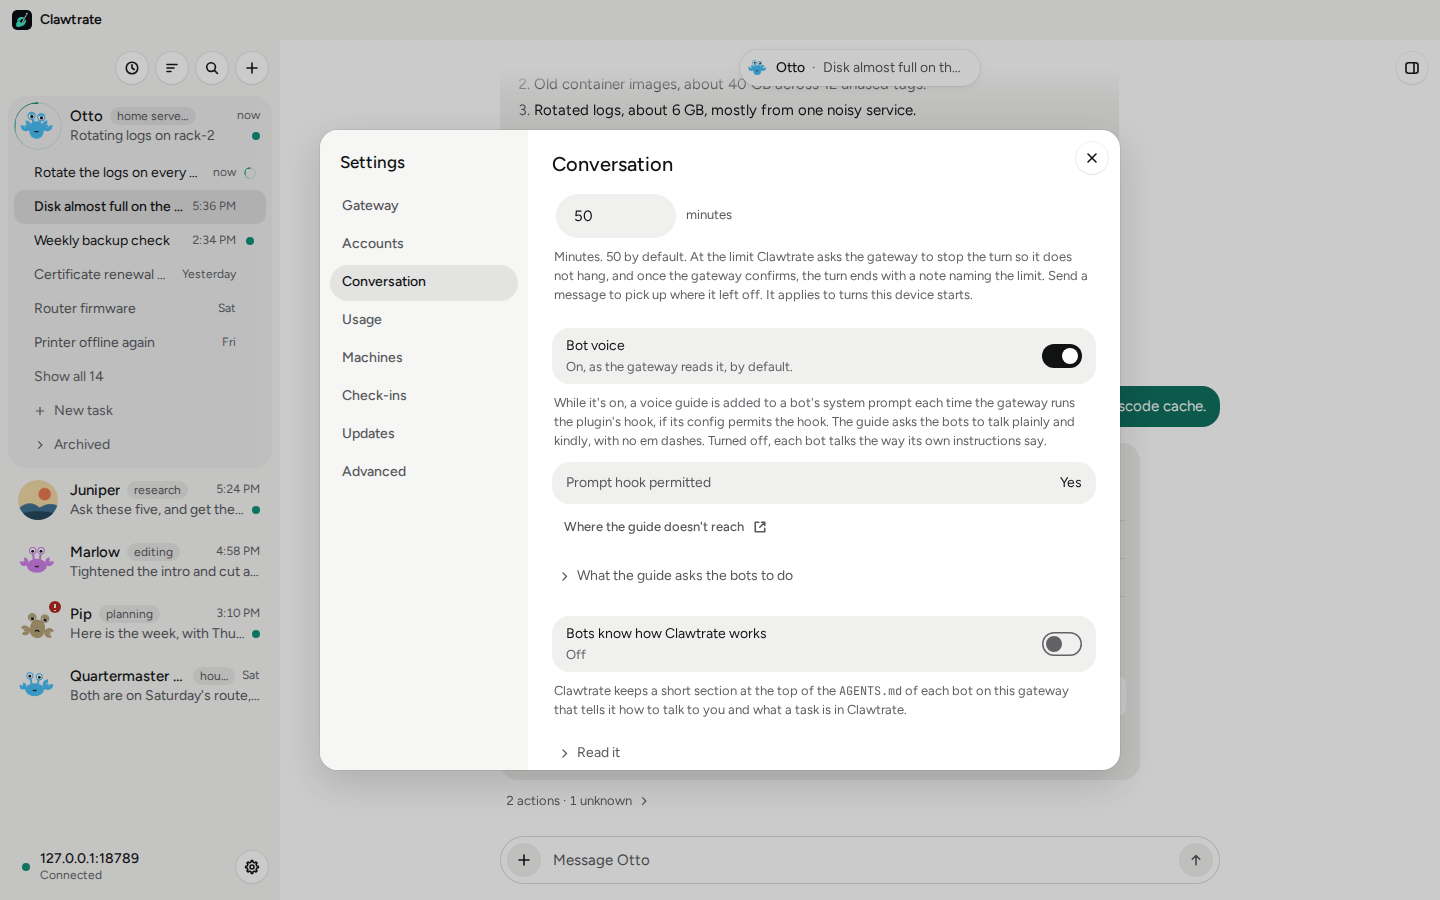 Clawtrate
Otto
home serve...
now
Rotating logs on rack-2
Rotate the logs on every ...
now
Disk almost full on the ...
5:36 PM
Weekly backup check
2:34 PM
Certificate renewal ...
Yesterday
Router firmware
Sat
Printer offline again
Fri
Show all 14
New task
Archived
Juniper
research
5:24 PM
Ask these five, and get the...
Marlow
editing
4:58 PM
Tightened the intro and cut a...
Pip
planning
3:10 PM
Here is the week, with Thu...
Quartermaster ...
hou...
Sat
Both are on Saturday's route,...
127.0.0.1:18789
Connected
Otto · Disk almost full on th...
2. Old container images, about 40 GB across 12 unused tags.
3. Rotated logs, about 6 GB, mostly from one noisy service.
Settings
Gateway
Accounts
Conversation
Usage
Machines
Check-ins
Updates
Advanced
Conversation
50
minutes
Minutes. 50 by default. At the limit Clawtrate asks the gateway to stop the turn so it does
not hang, and once the gateway confirms, the turn ends with a note naming the limit. Send a
message to pick up where it left off. It applies to turns this device starts.
Bot voice
On, as the gateway reads it, by default.
While it's on, a voice guide is added to a bot's system prompt each time the gateway runs
the plugin's hook, if its config permits the hook. The guide asks the bots to talk plainly and
kindly, with no em dashes. Turned off, each bot talks the way its own instructions say.
Prompt hook permitted
Yes
Where the guide doesn't reach
What the guide asks the bots to do
Bots know how Clawtrate works
Off
Clawtrate keeps a short section at the top of the AGENTS.md of each bot on this gateway
that tells it how to talk to you and what a task is in Clawtrate.
Read it
scode cache.
2 actions · 1 unknown
Message Otto